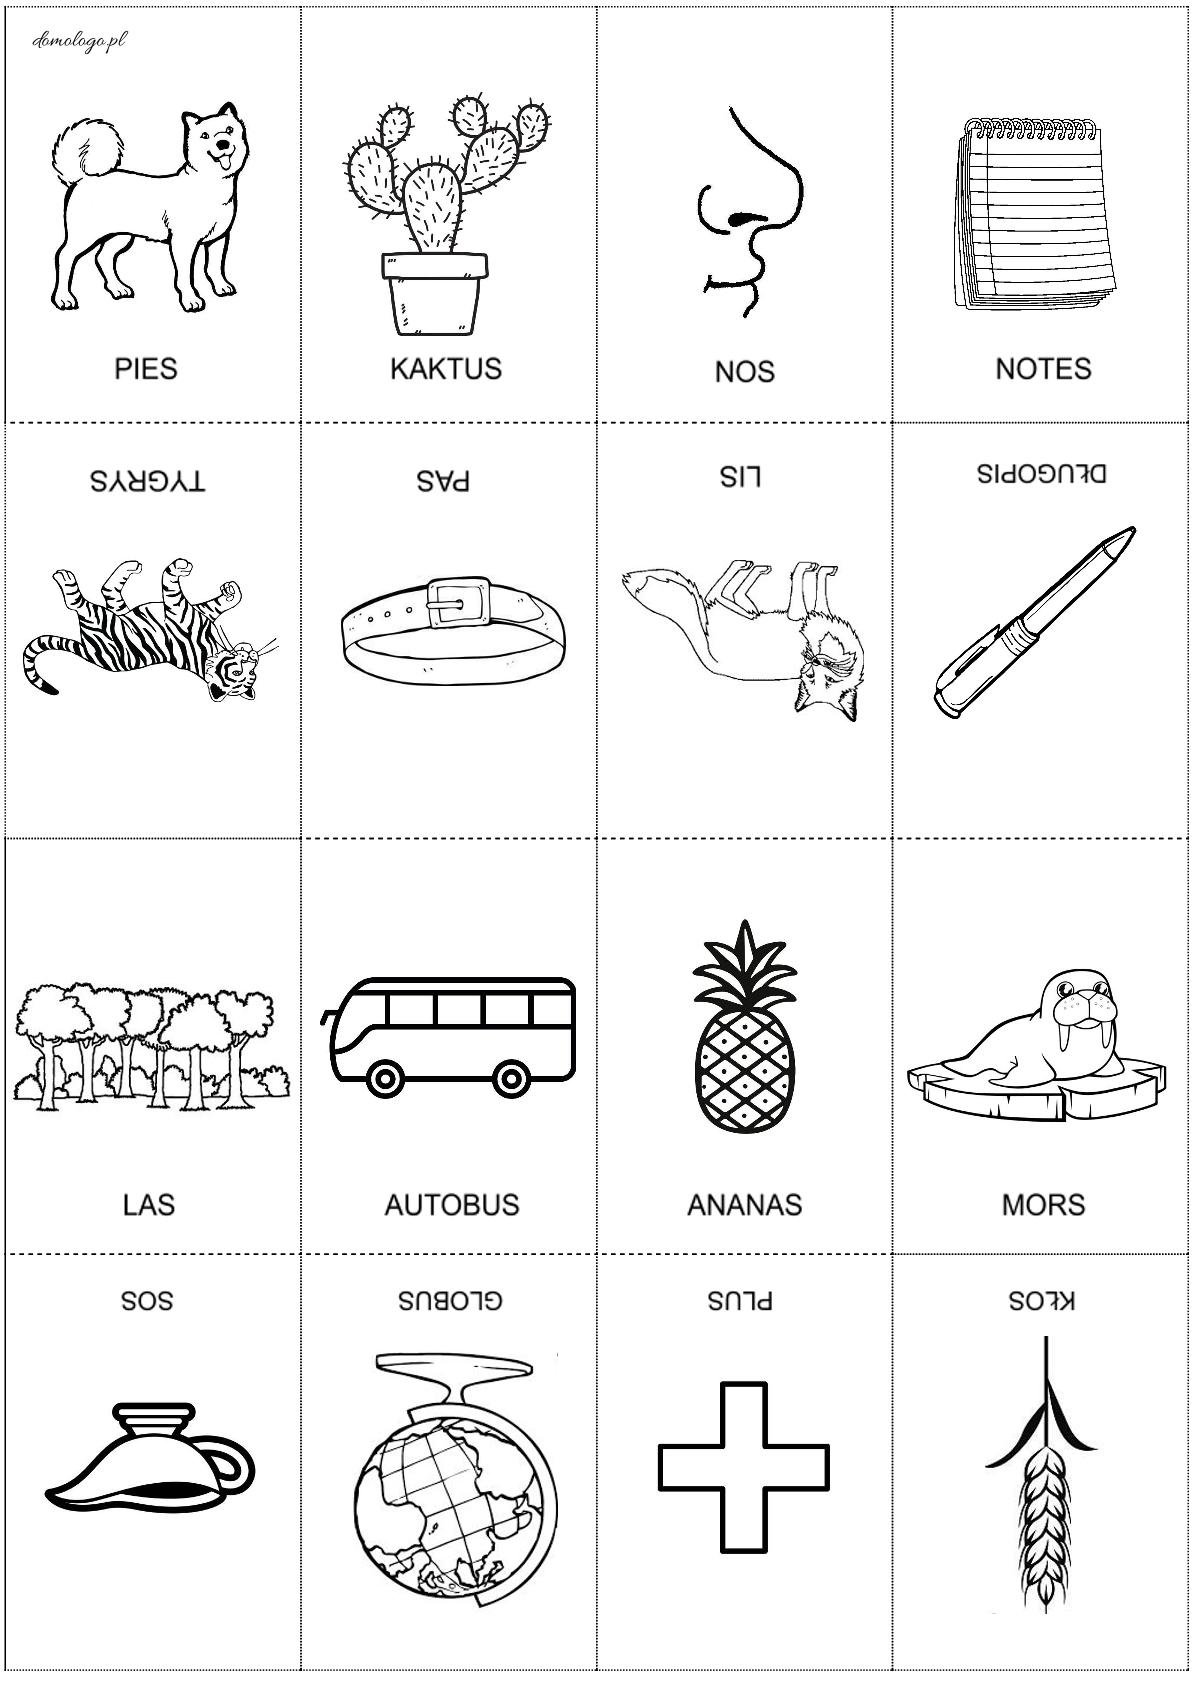 domologo.pl
PIES
KAKTUS
NOS
NOTES
TYGRYS
PAS
LIS
DŁUGOPIS
LAS
AUTOBUS
ANANAS
MORS
SOS
GLOBUS
PLUS
KŁOS